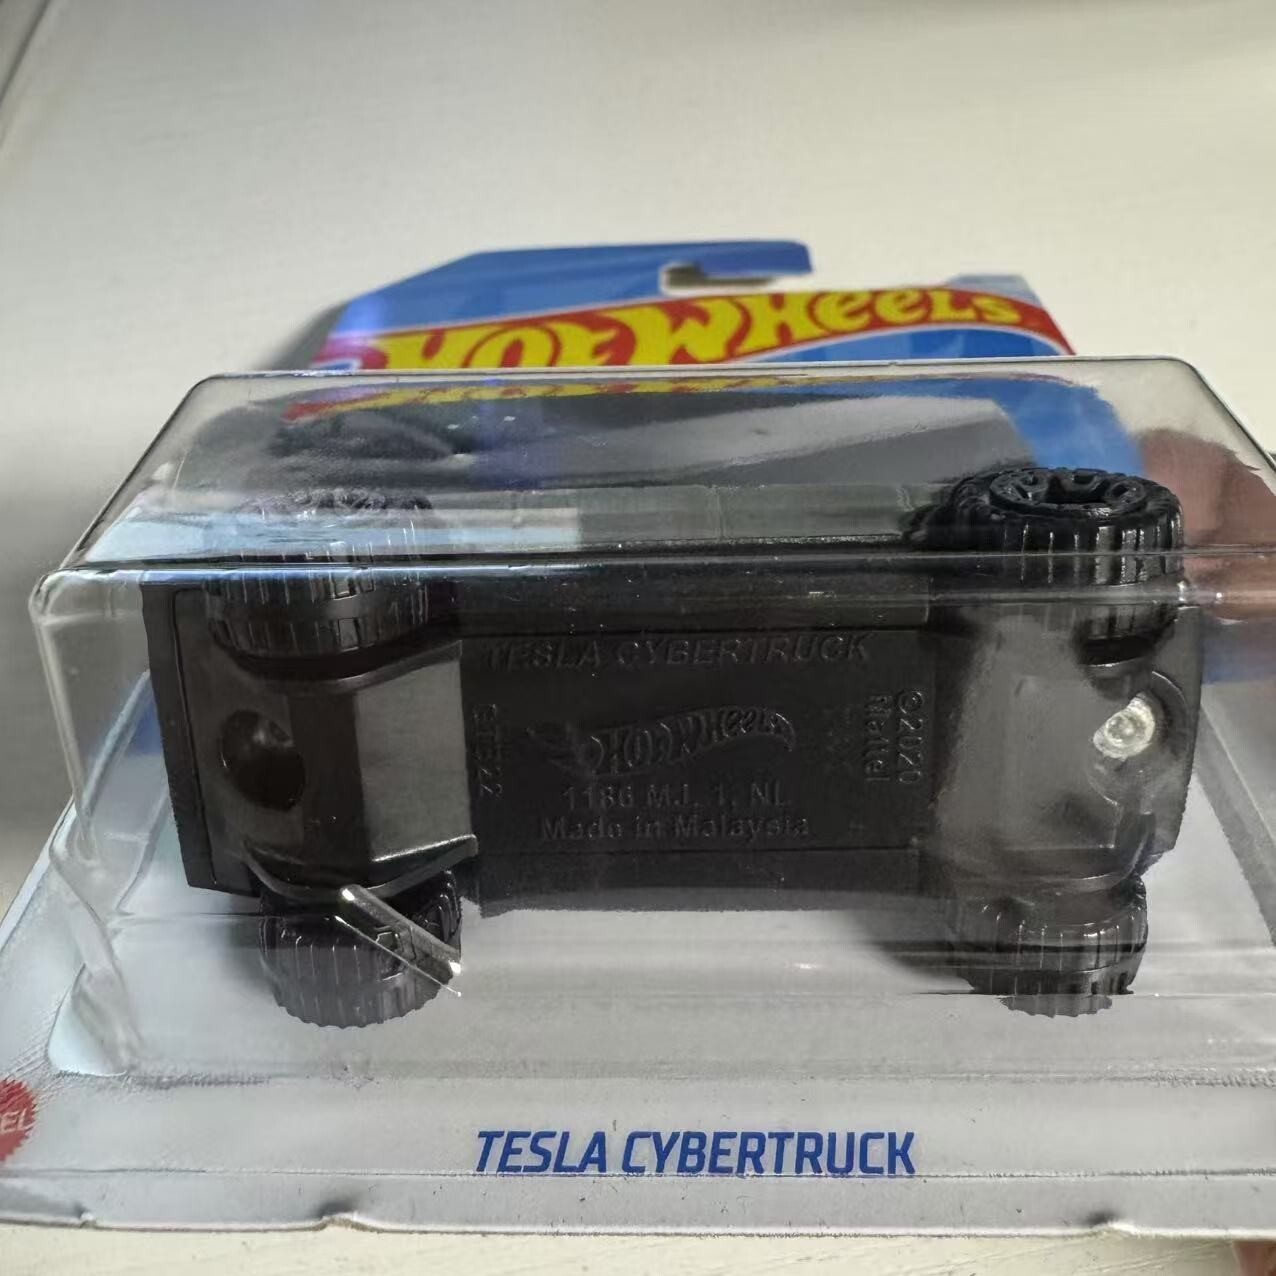 Hot Wheels
TESLA CYBERTRUCK
Hot Wheels
©2020
Mattel
1186 MJ, 1, NL
Made in Malaysia
TESLA CYBERTRUCK